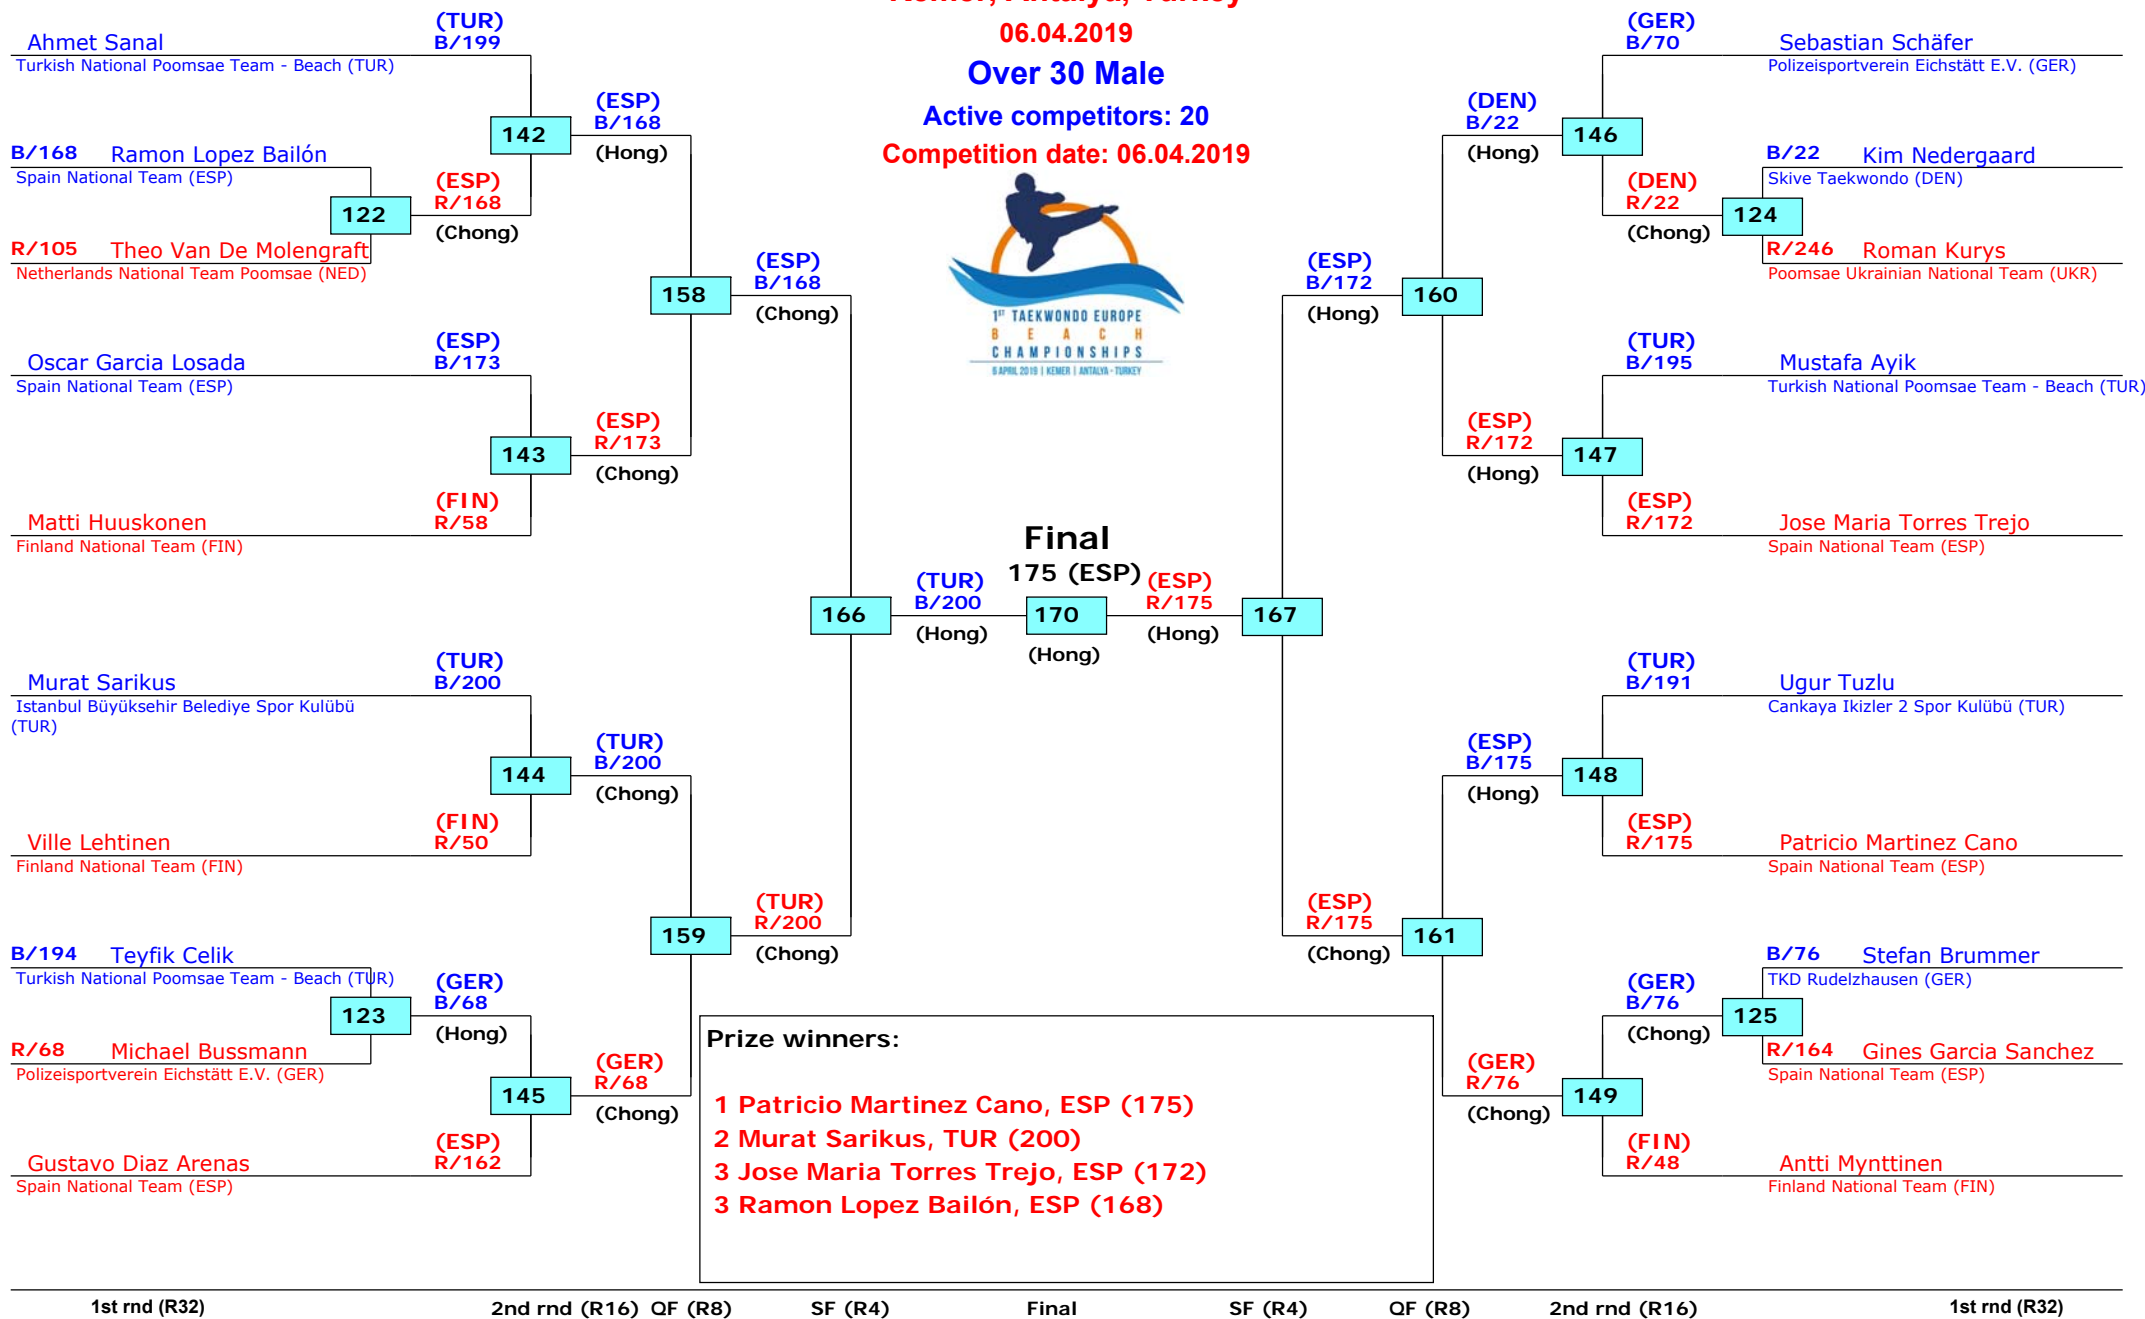 Kemer, Antalya, Turkey
06.04.2019
Over 30 Male
Active competitors: 20
Competition date: 06.04.2019
1ST TAEKWONDO EUROPE
BEACH
CHAMPIONSHIPS
6 APRIL 2019 | KEMER | ANTALYA - TURKEY
(TUR)
Ahmet Sanal B/199
Turkish National Poomsae Team - Beach (TUR)
142
(ESP)
B/168
(Hong)
B/168 Ramon Lopez Bailón
Spain National Team (ESP)
122
(ESP)
R/168
(Chong)
R/105 Theo Van De Molengraft
Netherlands National Team Poomsae (NED)
158
(ESP)
B/168
(Chong)
(ESP)
Oscar Garcia Losada B/173
Spain National Team (ESP)
143
(ESP)
R/173
(Chong)
(FIN)
Matti Huuskonen R/58
Finland National Team (FIN)
166
(TUR)
B/200
(Hong)
(TUR)
Murat Sarikus B/200
Istanbul Büyüksehir Belediye Spor Kulübü
(TUR)
144
(TUR)
B/200
(Chong)
(FIN)
Ville Lehtinen R/50
Finland National Team (FIN)
159
(TUR)
R/200
(Chong)
B/194 Teyfik Celik
Turkish National Poomsae Team - Beach (TUR)
123
(GER)
B/68
(Hong)
R/68 Michael Bussmann
Polizeisportverein Eichstätt E.V. (GER)
145
(GER)
R/68
(Chong)
(ESP)
Gustavo Diaz Arenas R/162
Spain National Team (ESP)
Final
175 (ESP)
170
(Hong)
(ESP)
R/175
(Hong)
167
(GER)
B/70 Sebastian Schäfer
Polizeisportverein Eichstätt E.V. (GER)
(DEN)
B/22
(Hong)
146
B/22 Kim Nedergaard
Skive Taekwondo (DEN)
(DEN)
R/22
(Chong)
124
R/246 Roman Kurys
Poomsae Ukrainian National Team (UKR)
(ESP)
B/172
(Hong)
160
(TUR)
B/195 Mustafa Ayik
Turkish National Poomsae Team - Beach (TUR)
(ESP)
R/172
(Hong)
147
(ESP)
R/172 Jose Maria Torres Trejo
Spain National Team (ESP)
(TUR)
B/191 Ugur Tuzlu
Cankaya Ikizler 2 Spor Kulübü (TUR)
(ESP)
B/175
(Hong)
148
(ESP)
R/175 Patricio Martinez Cano
Spain National Team (ESP)
(ESP)
R/175
(Chong)
161
B/76 Stefan Brummer
TKD Rudelzhausen (GER)
(GER)
B/76
(Chong)
125
R/164 Gines Garcia Sanchez
Spain National Team (ESP)
(GER)
R/76
(Chong)
149
(FIN)
R/48 Antti Mynttinen
Finland National Team (FIN)
Prize winners:
1 Patricio Martinez Cano, ESP (175)
2 Murat Sarikus, TUR (200)
3 Jose Maria Torres Trejo, ESP (172)
3 Ramon Lopez Bailón, ESP (168)
1st rnd (R32) 2nd rnd (R16) QF (R8) SF (R4) Final SF (R4) QF (R8) 2nd rnd (R16) 1st rnd (R32)